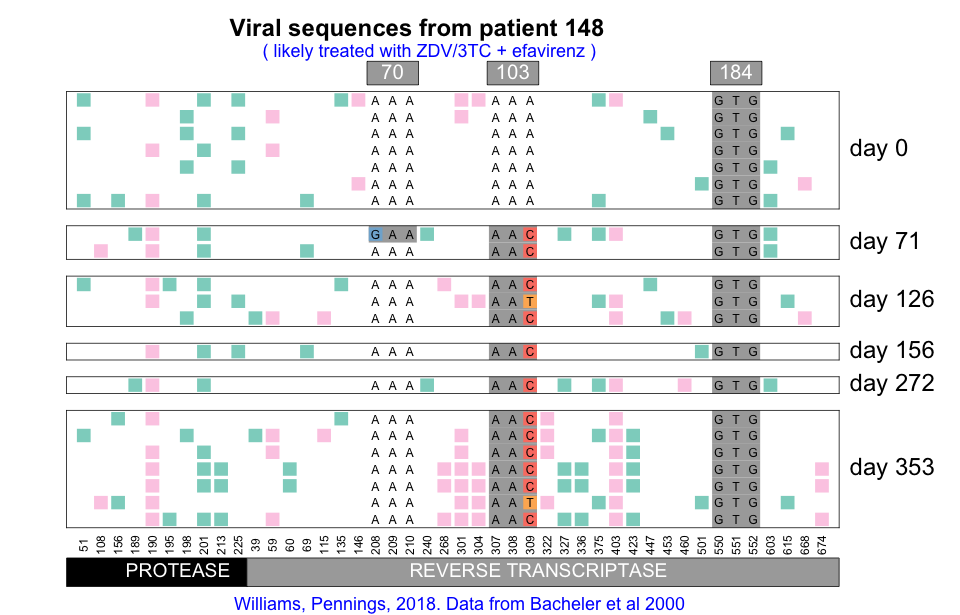 Viral sequences from patient 148
( likely treated with ZDV/3TC + efavirenz )
70 103 184
A A A A A A G T G
A A A A A A G T G
A A A A A A G T G
A A A A A A G T G
A A A A A A G T G
A A A A A A G T G
A A A A A A G T G
day 0
G A A A A C G T G
A A A A A C G T G
day 71
A A A A A C G T G
A A A A A T G T G
A A A A A C G T G
day 126
A A A A A C G T G
day 156
A A A A A C G T G
day 272
A A A A A C G T G
A A A A A C G T G
A A A A A C G T G
A A A A A C G T G
A A A A A C G T G
A A A A A T G T G
A A A A A C G T G
day 353
51 108 156 189 190 195 198 201 213 225 39 59 60 69 115 135 146 208 209 210 240 268 301 304 307 308 309 322 327 336 375 403 423 447 453 460 501 550 551 552 603 615 668 674
PROTEASE REVERSE TRANSCRIPTASE
Williams, Pennings, 2018. Data from Bacheler et al 2000